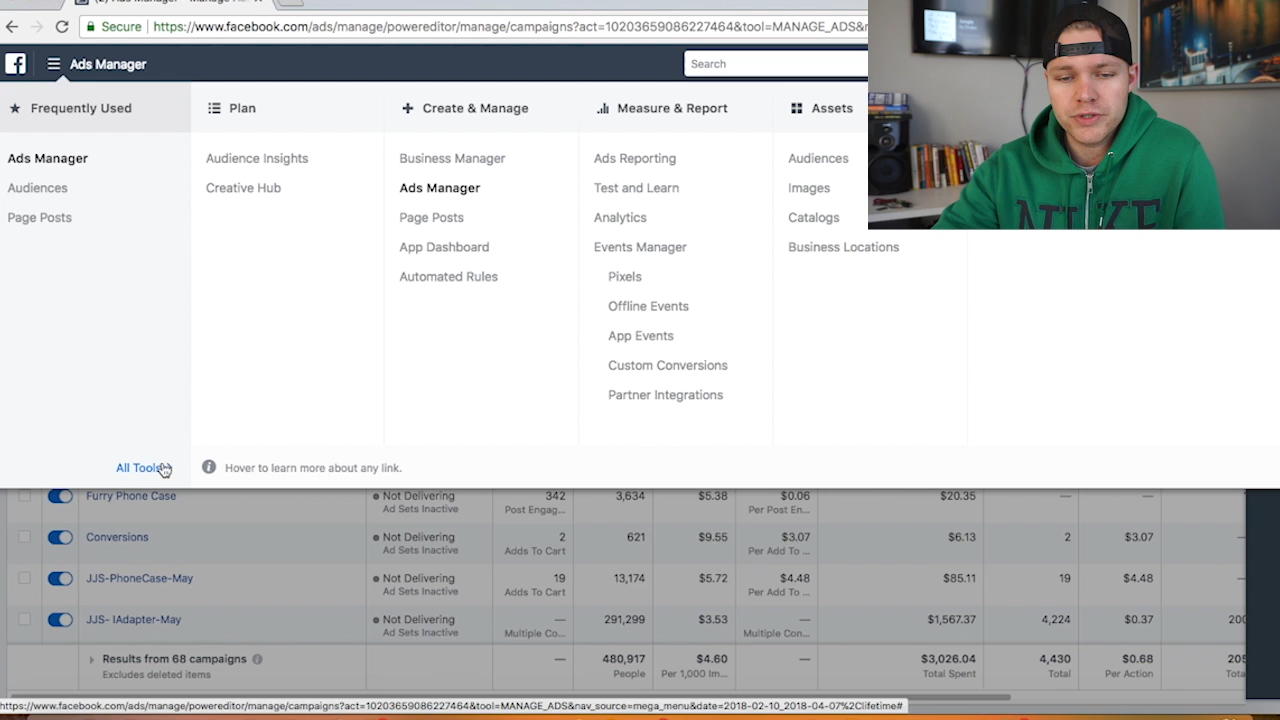 Secure https://www.facebook.com/ads/manage/powereditor/manage/campaigns?act=10203659086227464&tool=MANAGE_ADS&
Ads Manager
Search
Frequently Used
Plan
Create & Manage
Measure & Report
Assets
Ads Manager
Audience Insights
Business Manager
Ads Reporting
Audiences
Audiences
Creative Hub
Ads Manager
Test and Learn
Images
Page Posts
Page Posts
Analytics
Catalogs
App Dashboard
Events Manager
Business Locations
Automated Rules
Pixels
Offline Events
App Events
Custom Conversions
Partner Integrations
All Tools
Hover to learn more about any link.
Furry Phone Case Not Delivering 342 3,634 $5.38 $0.06 $20.35 — —
Ad Sets Inactive Post Engag... Per Post En...
Conversions Not Delivering 2 621 $9.55 $3.07 $6.13 2 $3.07
Ad Sets Inactive Adds To Cart Per Add To ...
JJS-PhoneCase-May Not Delivering 19 13,174 $5.72 $4.48 $85.11 19 $4.48
Ad Sets Inactive Adds To Cart Per Add To ...
JJS- IAdapter-May Not Delivering — 291,299 $3.53 — $1,567.37 4,224 $0.37
Ad Sets Inactive Multiple Co... Multiple Con...
Results from 68 campaigns — 480,917 $4.60 — $3,026.04 4,430 $0.68
Excludes deleted items People Per 1,000 Im... Total Spent Total Per Action
https://www.facebook.com/ads/manage/powereditor/manage/campaigns?act=10203659086227464&tool=MANAGE_ADS&nav_source=mega_menu&date=2018-02-10_2018-04-07%2Clifetime#
NIKE